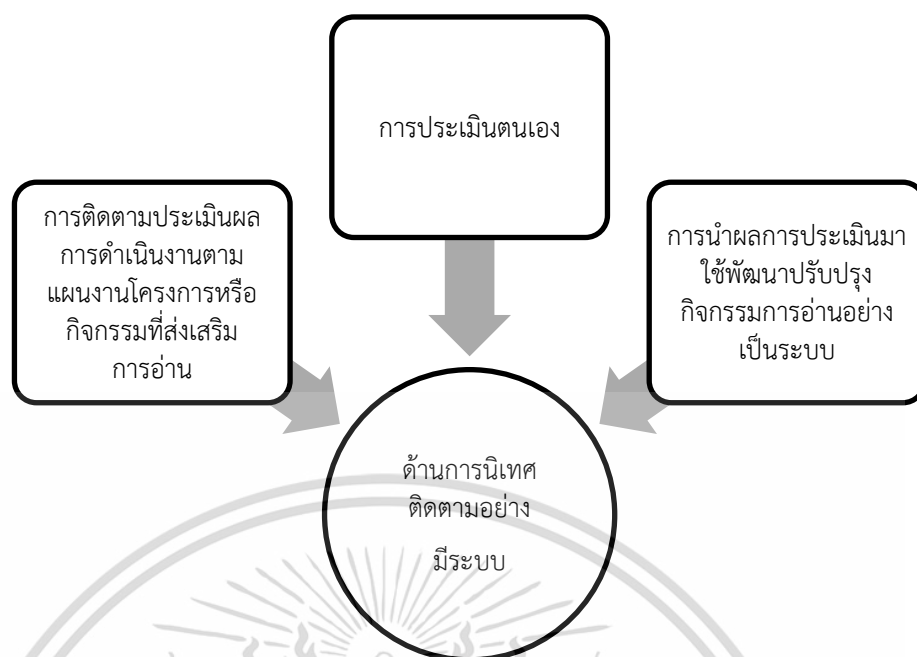 การประเมินตนเอง
การติดตามประเมินผล
การดำเนินงานตาม
แผนงานโครงการหรือ
กิจกรรมที่ส่งเสริม
การอ่าน
การนำผลการประเมินมา
ใช้พัฒนาปรับปรุง
กิจกรรมการอ่านอย่าง
เป็นระบบ
ด้านการนิเทศ
ติดตามอย่าง
มีระบบ